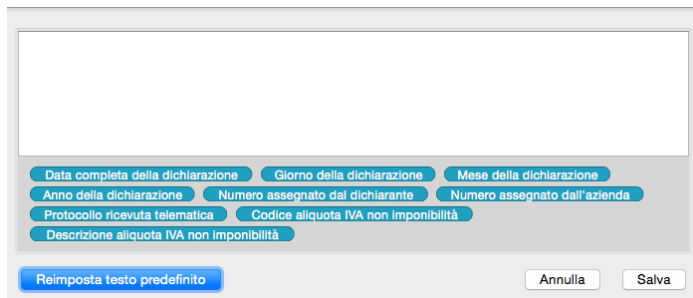 Data completa della dichiarazione Giorno della dichiarazione Mese della dichiarazione
Anno della dichiarazione Numero assegnato dal dichiarante Numero assegnato dall'azienda
Protocollo ricevuta telematica Codice aliquota IVA non imponibilità
Descrizione aliquota IVA non imponibilità
Reimposta testo predefinito Annulla Salva